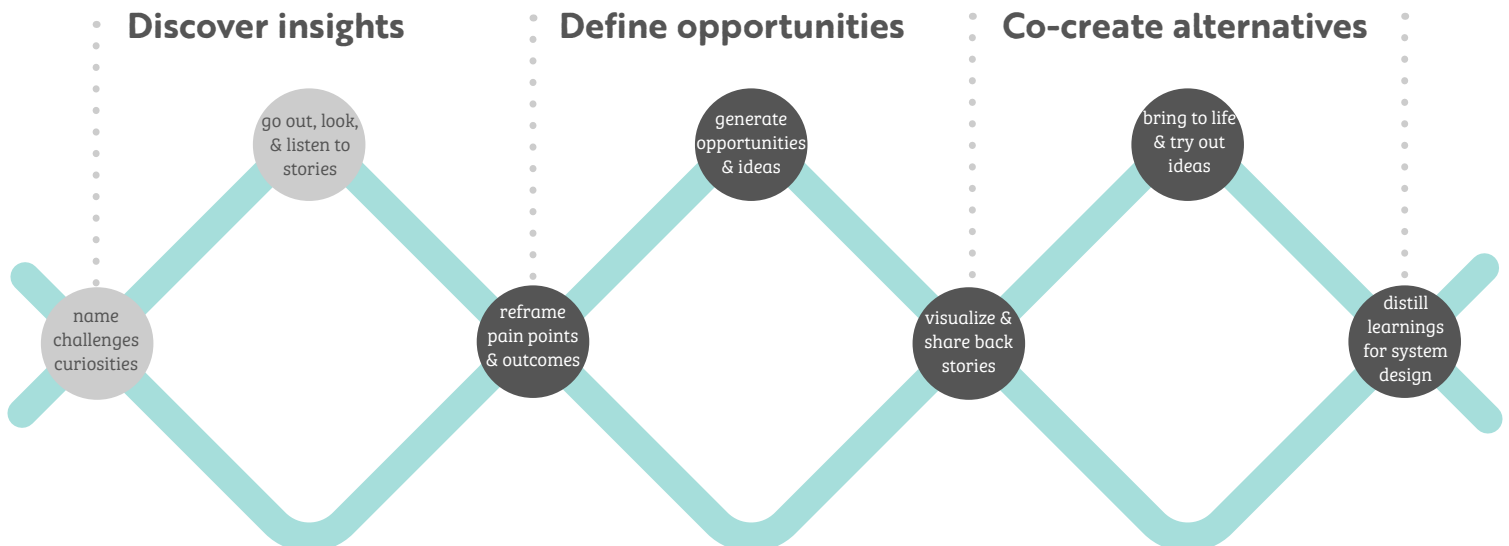 Discover insights
Define opportunities
Co-create alternatives
go out, look,
& listen to
stories
generate
opportunities
& ideas
bring to life
& try out
ideas
name
challenges
curiosities
reframe
pain points
& outcomes
visualize &
share back
stories
distill
learnings
for system
design